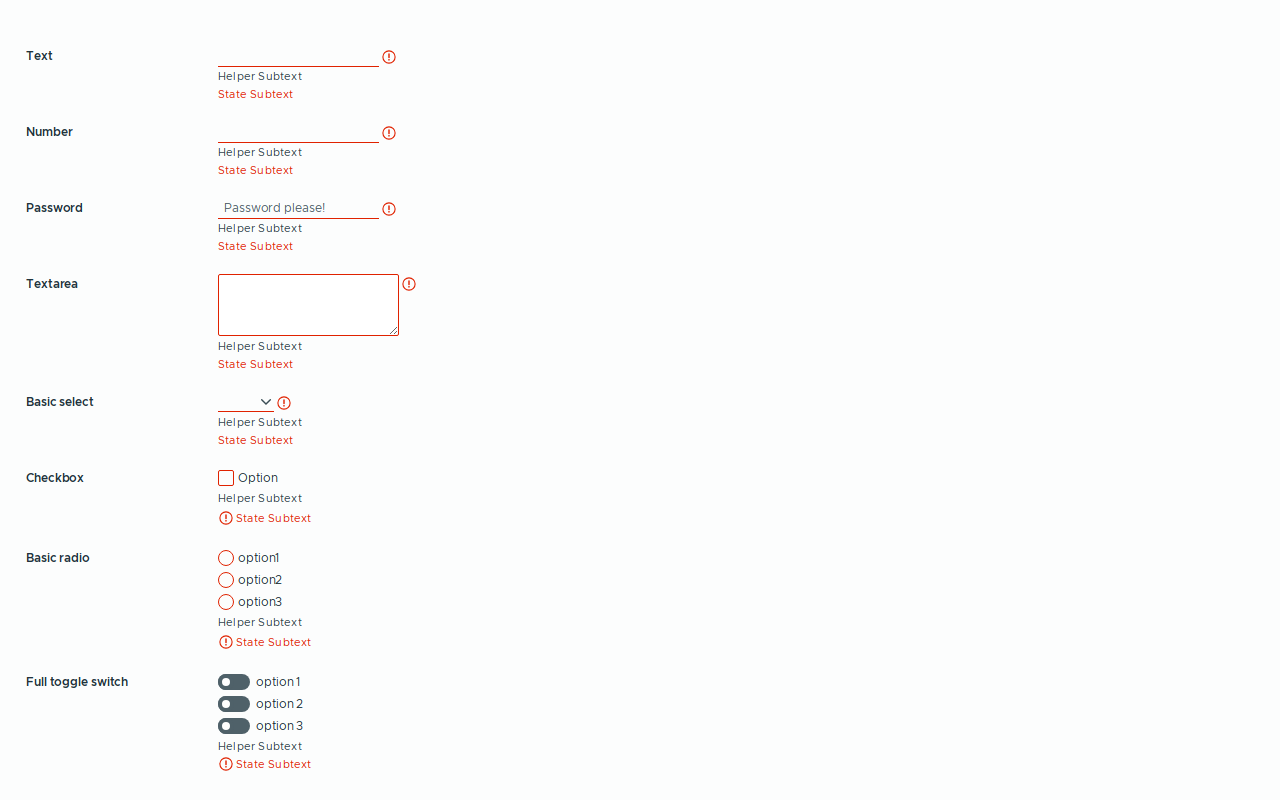 Text
Helper Subtext
State Subtext
Number
Helper Subtext
State Subtext
Password
Password please!
Helper Subtext
State Subtext
Textarea
Helper Subtext
State Subtext
Basic select
Helper Subtext
State Subtext
Checkbox
Option
Helper Subtext
State Subtext
Basic radio
option1
option2
option3
Helper Subtext
State Subtext
Full toggle switch
option 1
option 2
option 3
Helper Subtext
State Subtext